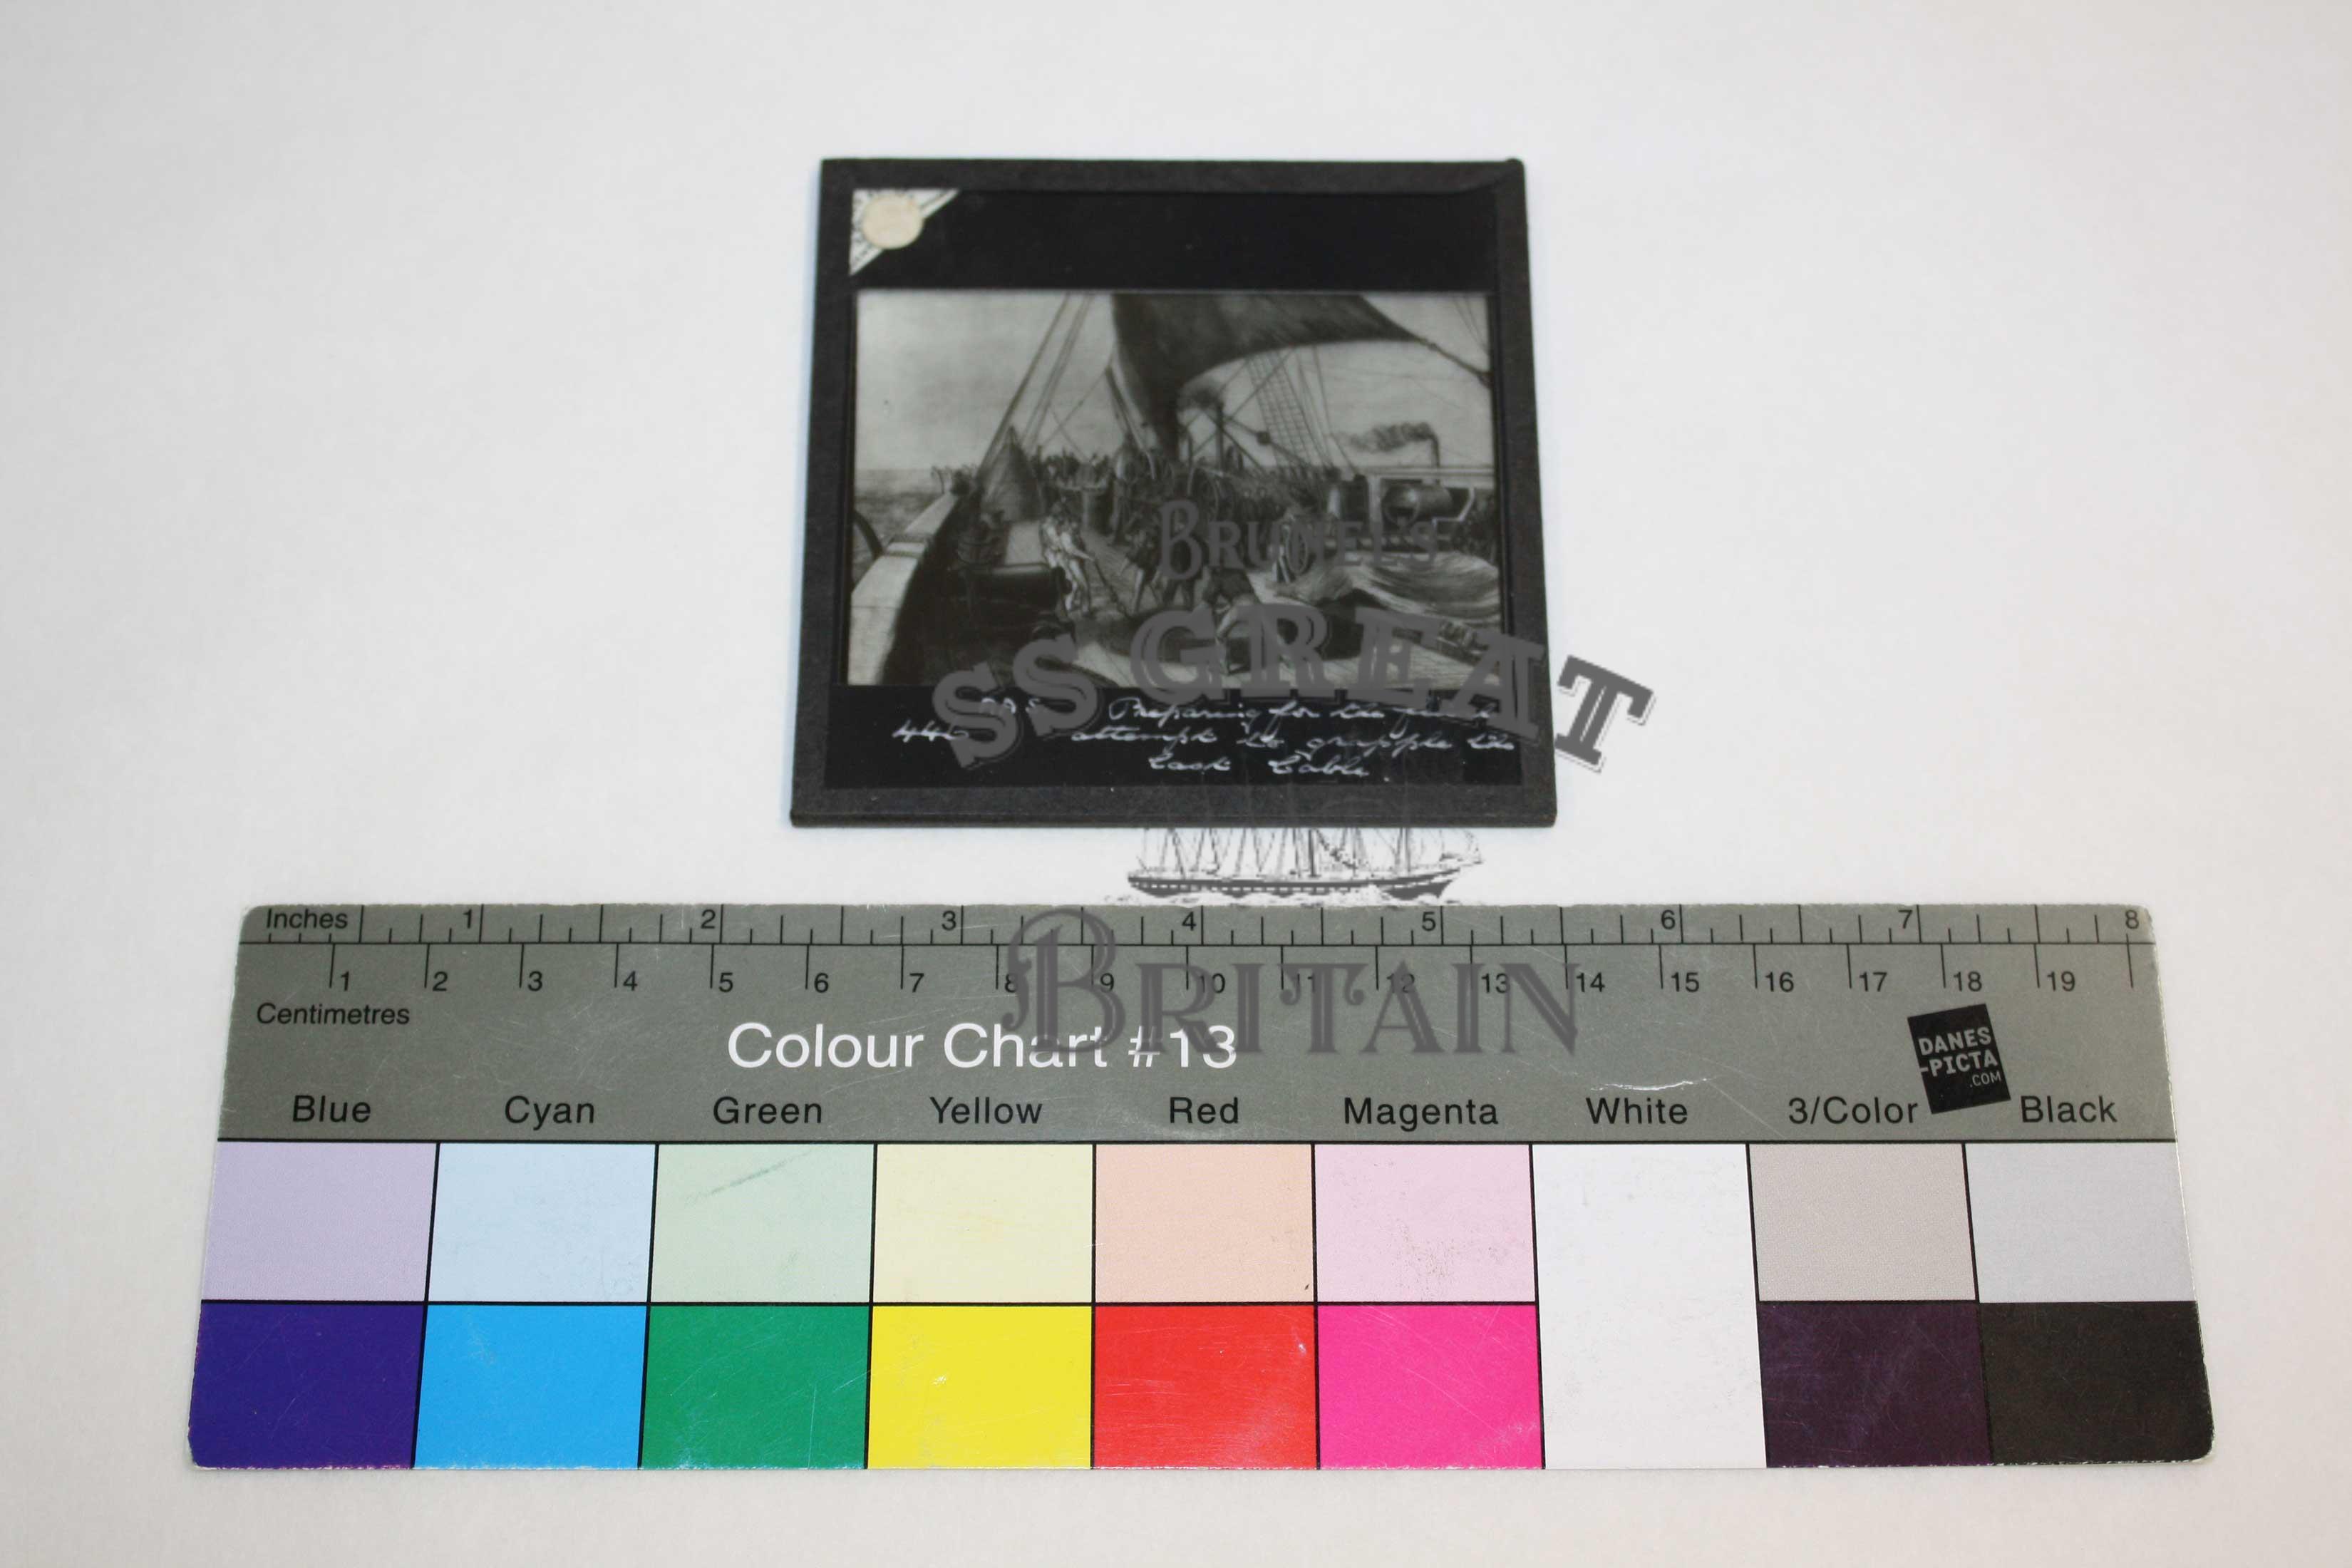 BRUNEL'S
SS GREAT
BRITAIN
446
Preparing for the
attempt to grapple the
Lost Cable.
Inches 1 2 3 4 5 6 7 8
1 2 3 4 5 6 7 8 9 10 11 12 13 14 15 16 17 18 19
Centimetres
Colour Chart #13
DANES
-PICTA
.COM
Blue Cyan Green Yellow Red Magenta White 3/Color Black